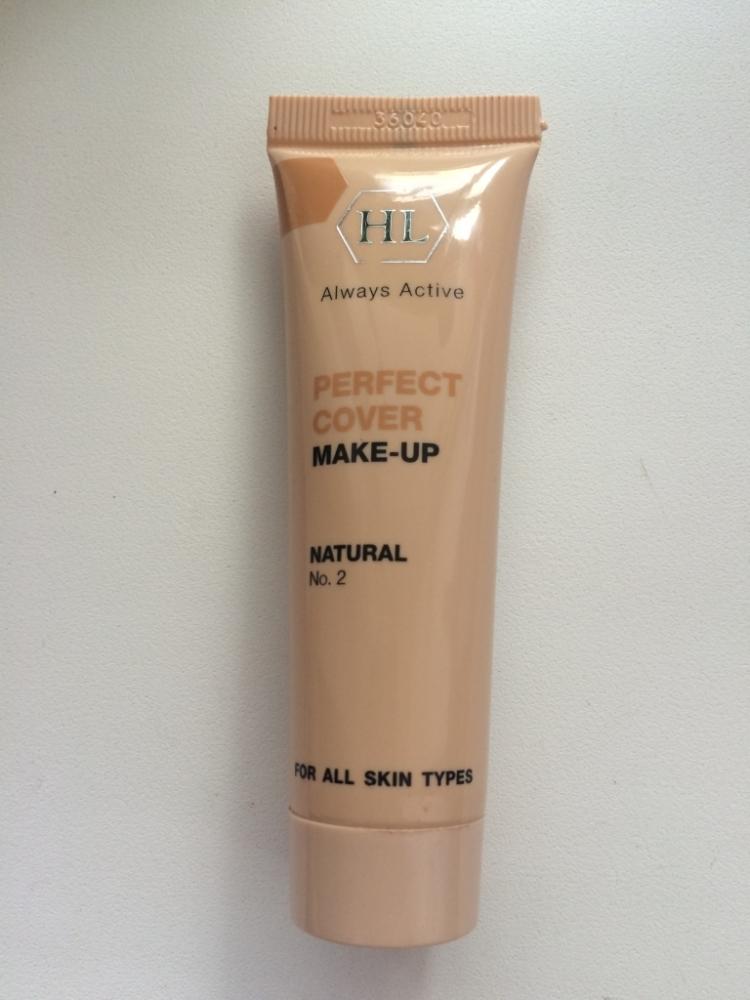 36040
HL
Always Active
PERFECT
COVER
MAKE-UP
NATURAL
No. 2
FOR ALL SKIN TYPES